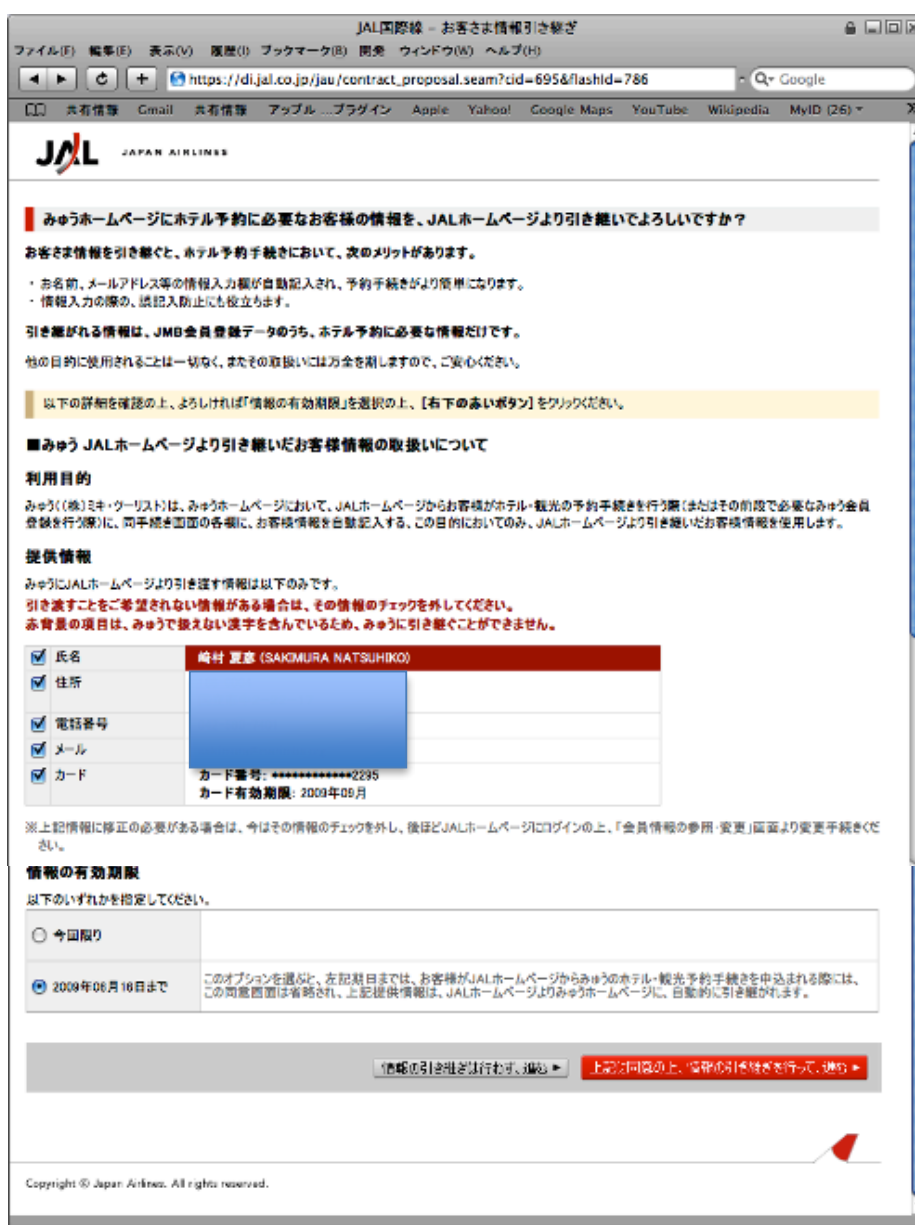 JAL国際線 – お客さま情報引き継ぎ
ファイル(F) 編集(E) 表示(V) 履歴(I) ブックマーク(B) 開発 ウインドウ(W) ヘルプ(H)
https://di.jal.co.jp/jau/contract_proposal.seam?cid=695&flashId=786 Google
共有情報 Gmail 共有情報 アップル ...プラグイン Apple Yahoo! Google Maps YouTube Wikipedia MyID (26)
JAL JAPAN AIRLINES
みゅうホームページにホテル予約に必要なお客様の情報を、JALホームページより引き継いでよろしいですか？
お客さま情報を引き継ぐと、ホテル予約手続きにおいて、次のメリットがあります。
・お名前、メールアドレス等の情報入力欄が自動記入され、予約手続きがより簡単になります。
・情報入力の際の、誤記入防止にも役立ちます。
引き継がれる情報は、JMB会員登録データのうち、ホテル予約に必要な情報だけです。
他の目的に使用されることは一切なく、またその取扱いには万全を期しますので、ご安心ください。
以下の詳細を確認の上、よろしければ「情報の有効期限」を選択の上、[右下の赤いボタン]をクリックください。
■みゅう JALホームページより引き継いだお客様情報の取扱いについて
利用目的
みゅう((株)ミキ・ツーリスト)は、みゅうホームページにおいて、JALホームページからお客様がホテル・観光の予約手続きを行う際(またはその前段で必要なみゅう会員
登録を行う際)に、同手続き画面の各欄に、お客様情報を自動記入する、この目的においてのみ、JALホームページより引き継いだお客様情報を使用します。
提供情報
みゅうにJALホームページより引き渡す情報は以下のみです。
引き渡すことをご希望されない情報がある場合は、その情報のチェックを外してください。
赤背景の項目は、みゅうで扱えない漢字を含んでいるため、みゅうに引き継ぐことができません。
氏名 崎村 夏彦 (SAKIMURA NATSUHIKO)
住所
電話番号
メール
カード カード番号: ************2295
カード有効期限: 2009年09月
※上記情報に修正の必要がある場合は、今はその情報のチェックを外し、後ほどJALホームページにログインの上、「会員情報の参照・変更」画面より変更手続きくだ
さい。
情報の有効期限
以下のいずれかを指定してください。
今回限り
2009年06月16日まで このオプションを選ぶと、左記期日までは、お客様がJALホームページからみゅうのホテル・観光予約手続きを申込まれる際には、
この同意画面は省略され、上記提供情報は、JALホームページよりみゅうホームページに、自動的に引き継がれます。
情報の引き継ぎは行わず、進む 上記に同意の上、情報の引き継ぎを行って、進む
Copyright © Japan Airlines. All rights reserved.